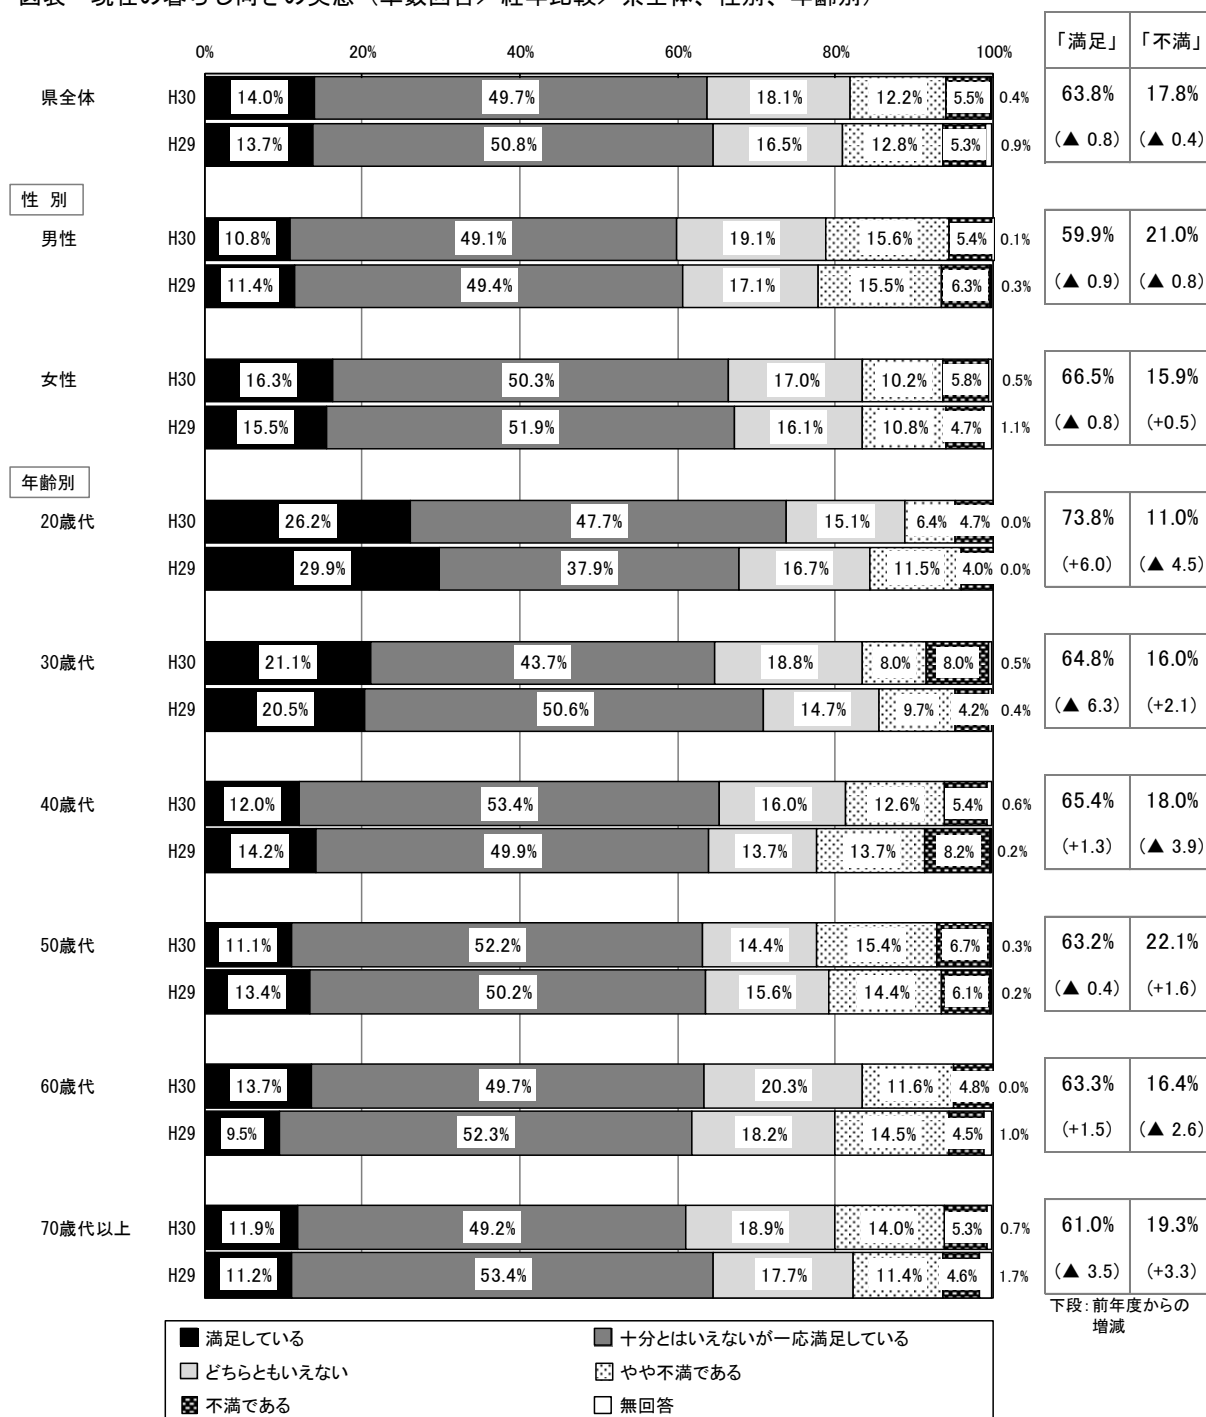 0% 20% 40% 60% 80% 100% 「満足」 「不満」
県全体 H30 14.0% 49.7% 18.1% 12.2% 5.5% 0.4% 63.8% 17.8%
H29 13.7% 50.8% 16.5% 12.8% 5.3% 0.9% (▲ 0.8) (▲ 0.4)
性 別
男性 H30 10.8% 49.1% 19.1% 15.6% 5.4% 0.1% 59.9% 21.0%
H29 11.4% 49.4% 17.1% 15.5% 6.3% 0.3% (▲ 0.9) (▲ 0.8)
女性 H30 16.3% 50.3% 17.0% 10.2% 5.8% 0.5% 66.5% 15.9%
H29 15.5% 51.9% 16.1% 10.8% 4.7% 1.1% (▲ 0.8) (+0.5)
年齢別
20歳代 H30 26.2% 47.7% 15.1% 6.4% 4.7% 0.0% 73.8% 11.0%
H29 29.9% 37.9% 16.7% 11.5% 4.0% 0.0% (+6.0) (▲ 4.5)
30歳代 H30 21.1% 43.7% 18.8% 8.0% 8.0% 0.5% 64.8% 16.0%
H29 20.5% 50.6% 14.7% 9.7% 4.2% 0.4% (▲ 6.3) (+2.1)
40歳代 H30 12.0% 53.4% 16.0% 12.6% 5.4% 0.6% 65.4% 18.0%
H29 14.2% 49.9% 13.7% 13.7% 8.2% 0.2% (+1.3) (▲ 3.9)
50歳代 H30 11.1% 52.2% 14.4% 15.4% 6.7% 0.3% 63.2% 22.1%
H29 13.4% 50.2% 15.6% 14.4% 6.1% 0.2% (▲ 0.4) (+1.6)
60歳代 H30 13.7% 49.7% 20.3% 11.6% 4.8% 0.0% 63.3% 16.4%
H29 9.5% 52.3% 18.2% 14.5% 4.5% 1.0% (+1.5) (▲ 2.6)
70歳代以上 H30 11.9% 49.2% 18.9% 14.0% 5.3% 0.7% 61.0% 19.3%
H29 11.2% 53.4% 17.7% 11.4% 4.6% 1.7% (▲ 3.5) (+3.3)
下段：前年度からの
増減
満足している 十分とはいえないが一応満足している
どちらともいえない やや不満である
不満である 無回答